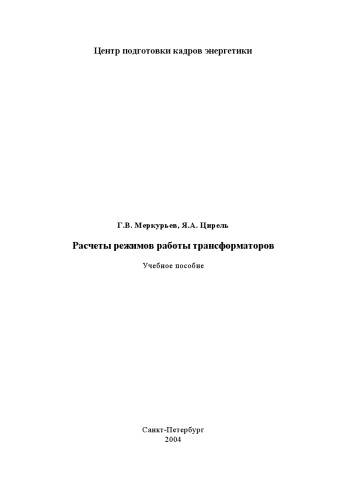 Центр подготовки кадров энергетики
Г.В. Меркурьев, Я.А. Цирель
Расчеты режимов работы трансформаторов
Учебное пособие
Санкт-Петербург
2004